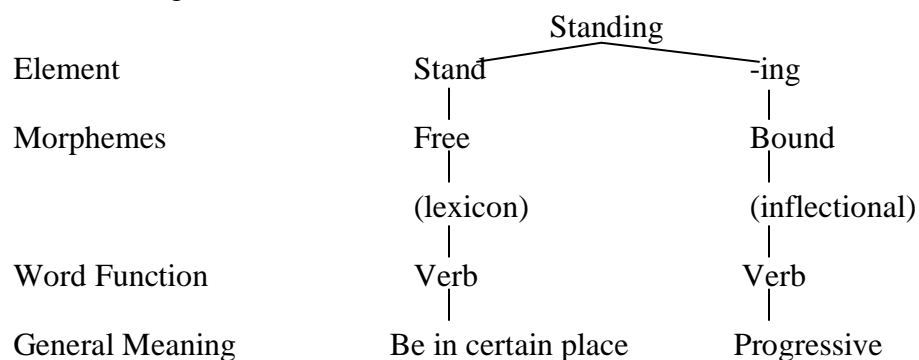 Standing
Element Stand -ing
Morphemes Free Bound
(lexicon) (inflectional)
Word Function Verb Verb
General Meaning Be in certain place Progressive